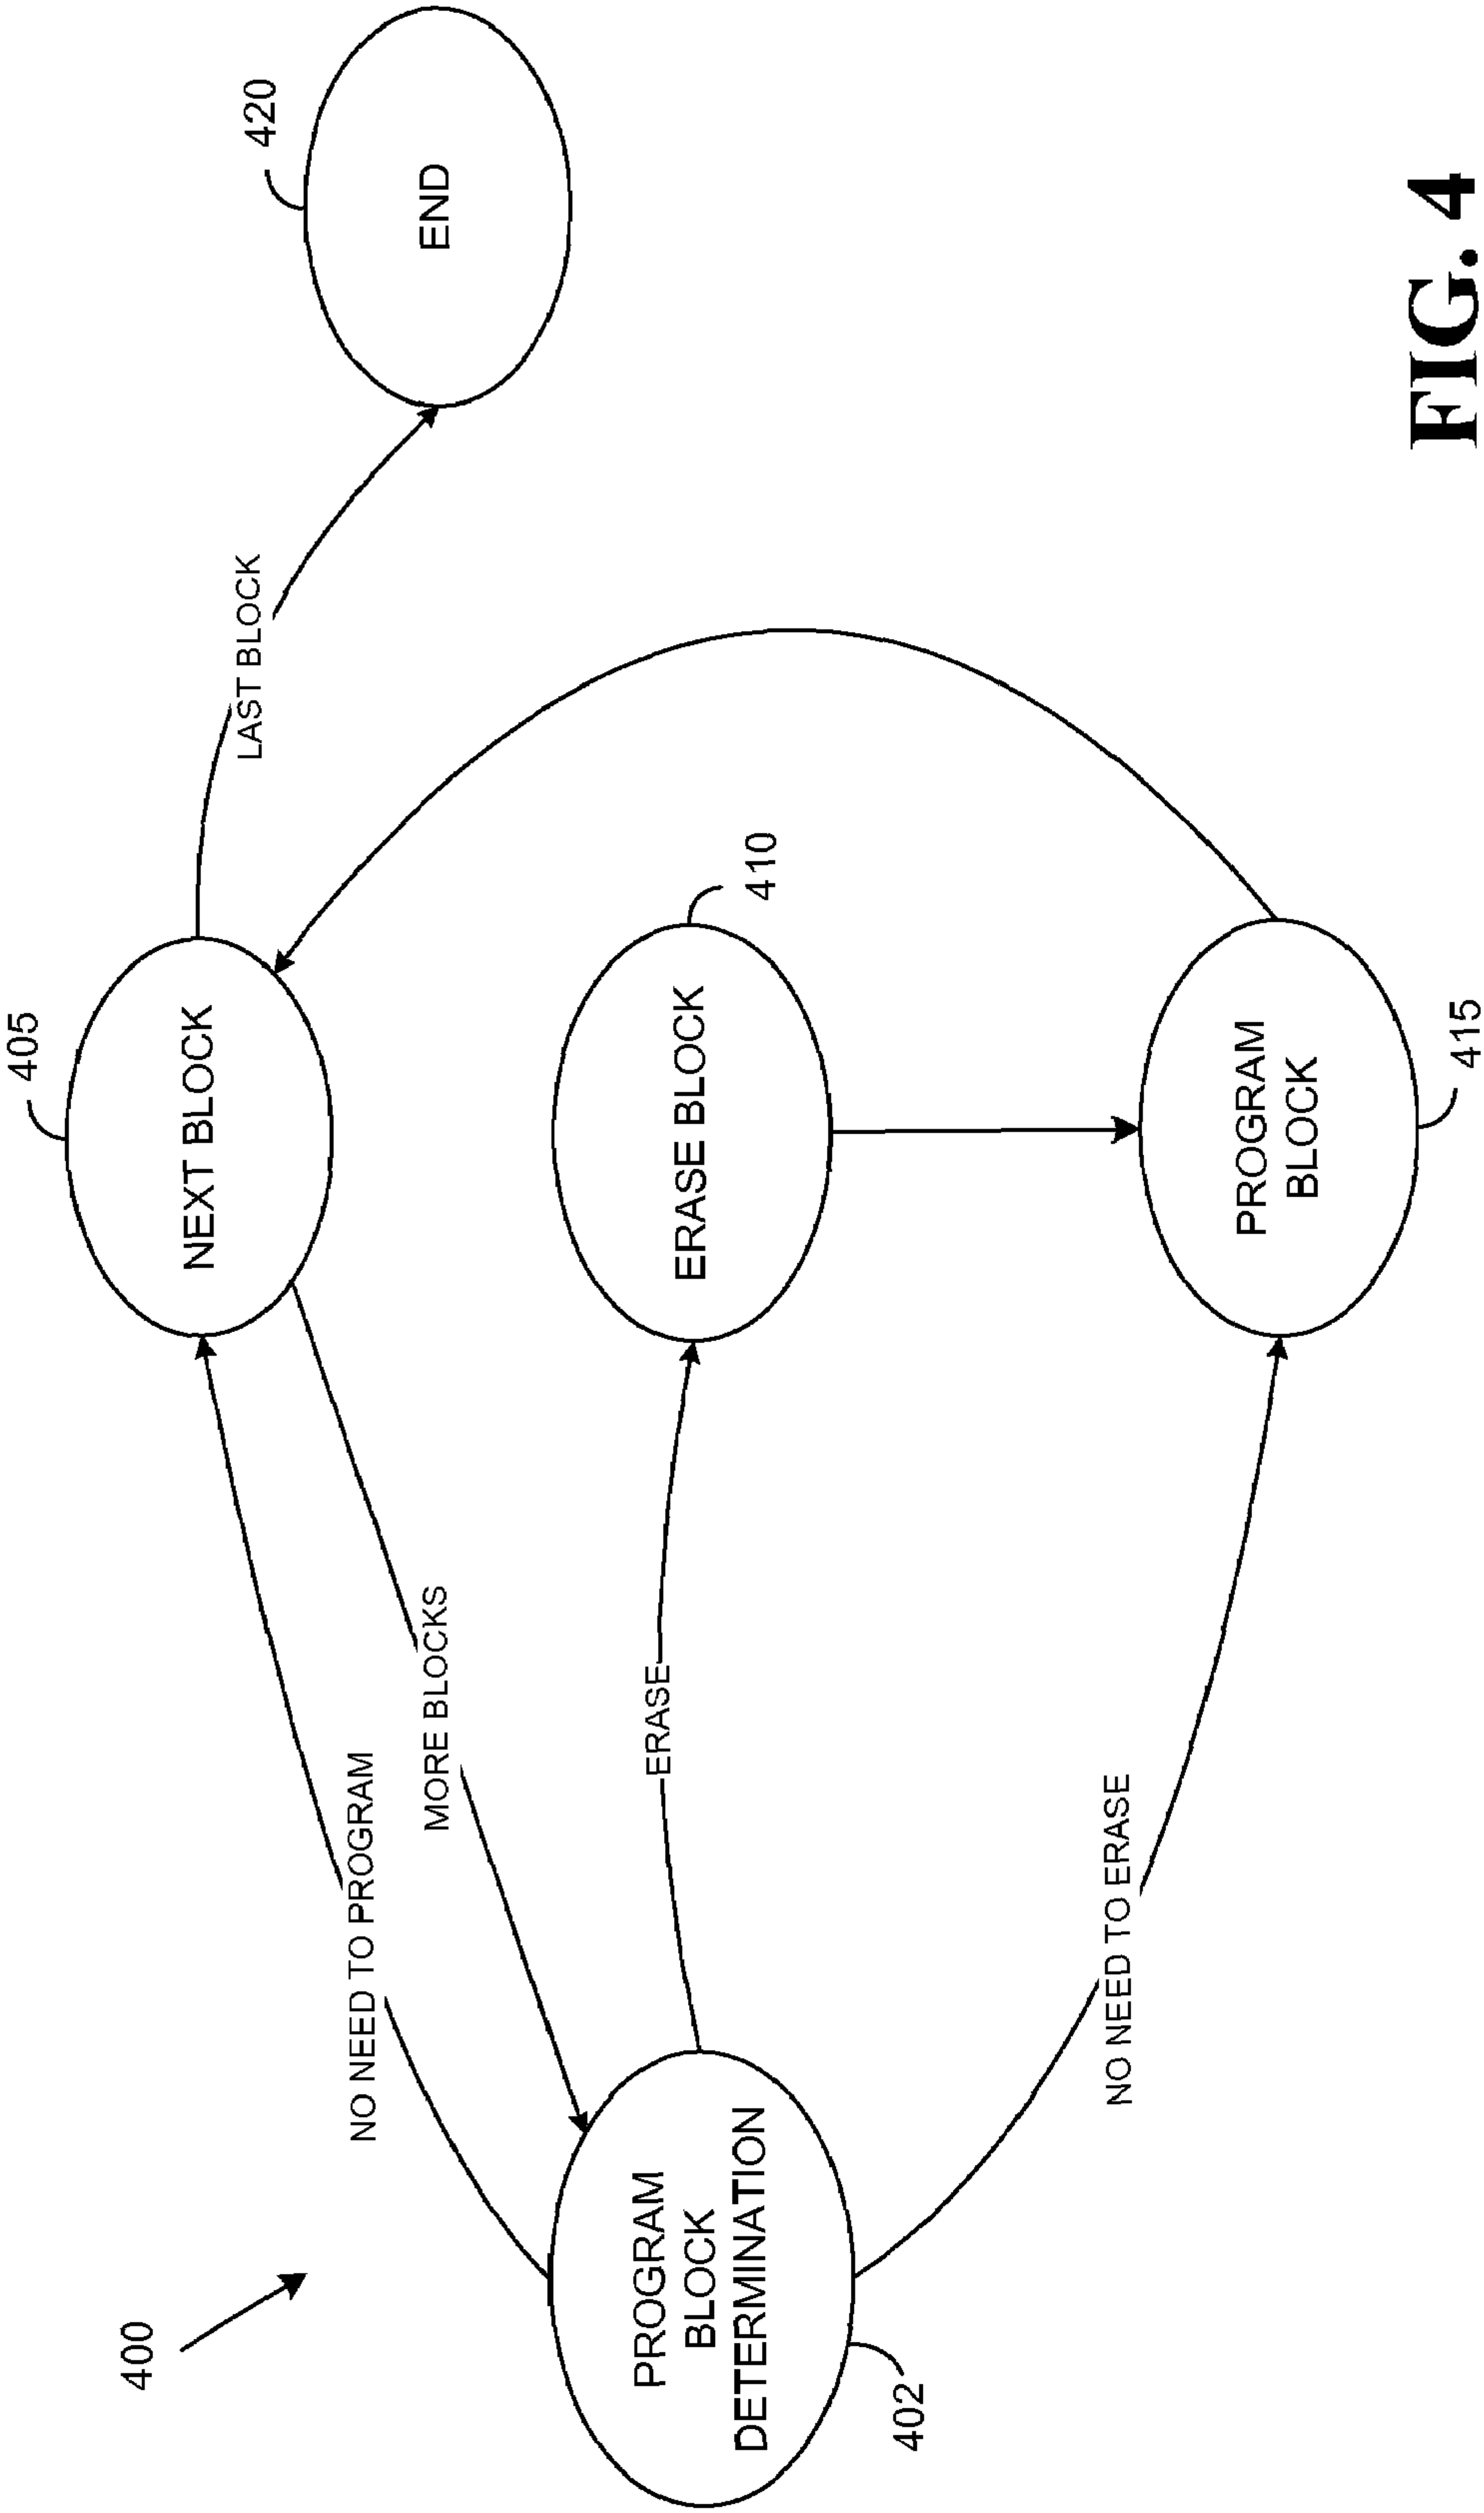 400
405
420
NEXT BLOCK
LAST BLOCK
END
NO NEED TO PROGRAM
MORE BLOCKS
PROGRAM
BLOCK
DETERMINATION
402
ERASE
ERASE BLOCK
410
NO NEED TO ERASE
PROGRAM
BLOCK
415
FIG. 4